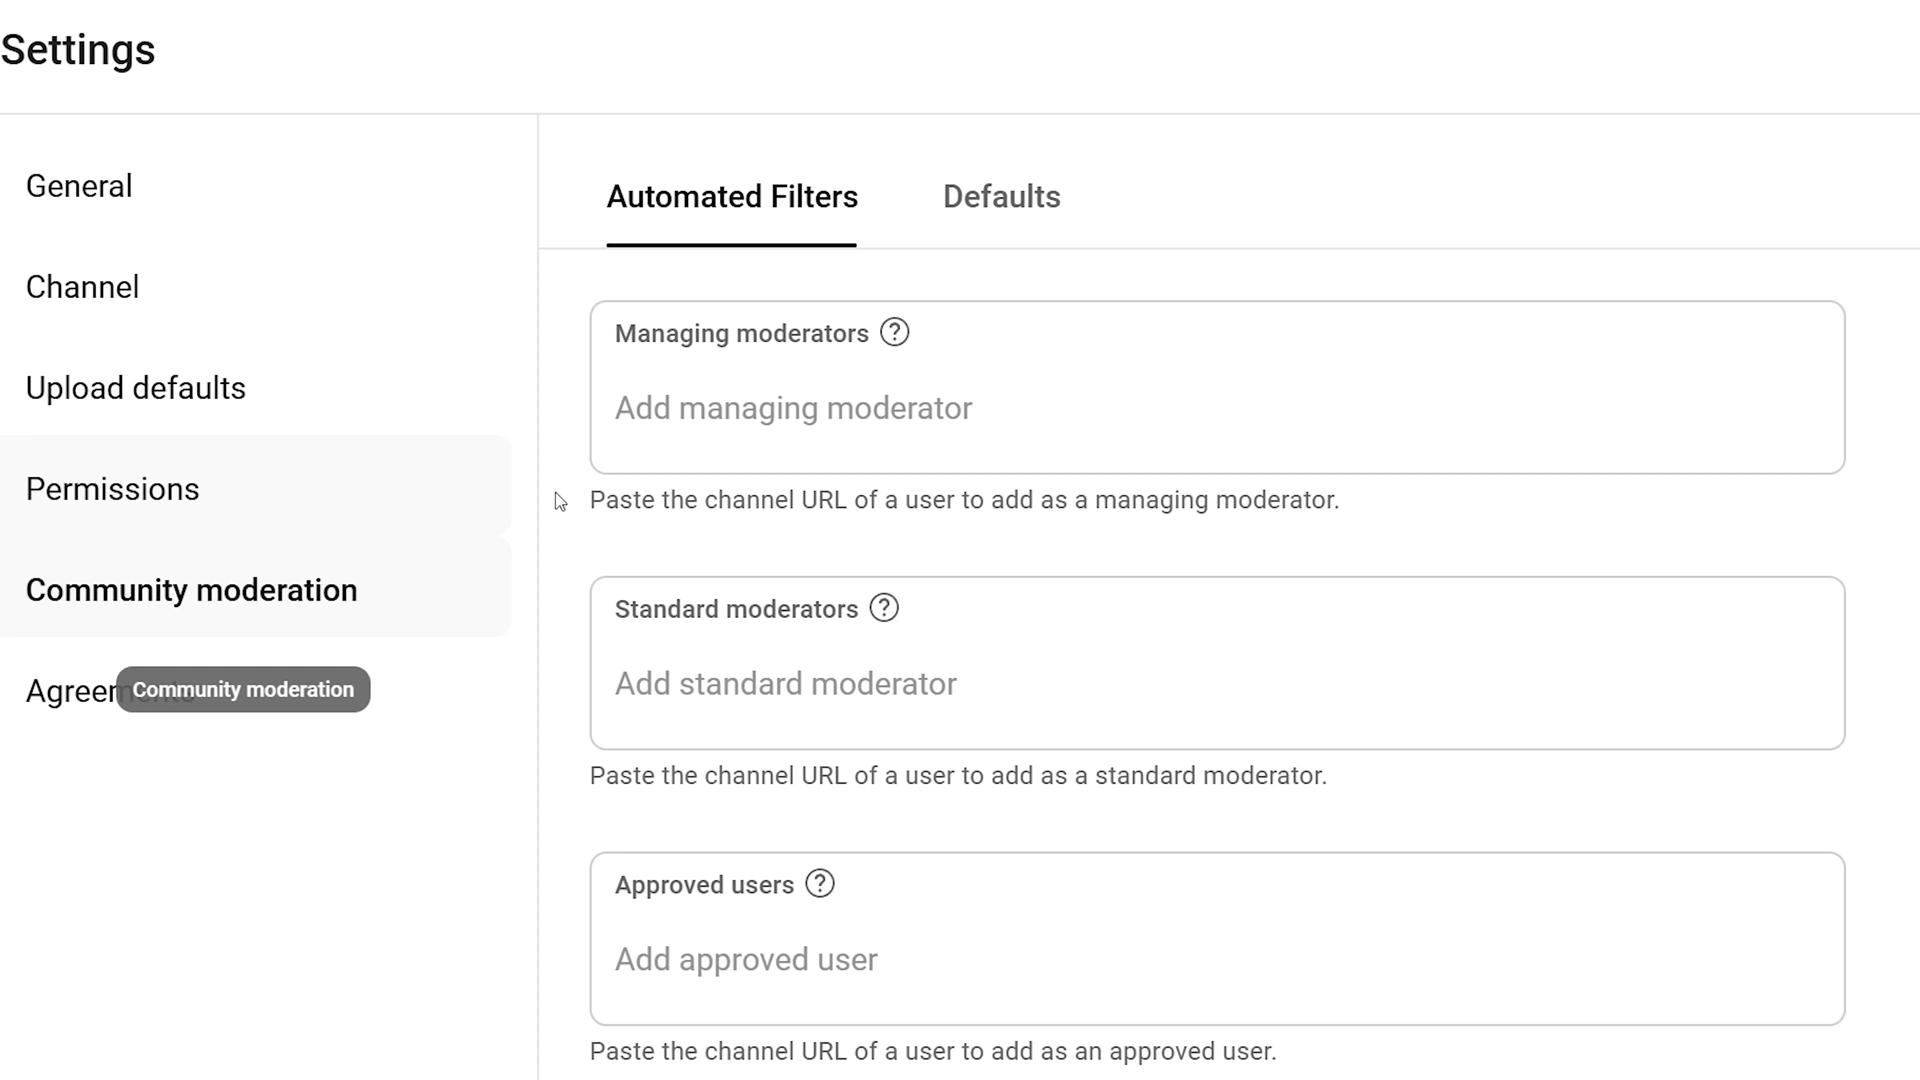 Settings
General
Channel
Upload defaults
Permissions
Community moderation
Agreements
Community moderation
Automated Filters
Defaults
Managing moderators
Add managing moderator
Paste the channel URL of a user to add as a managing moderator.
Standard moderators
Add standard moderator
Paste the channel URL of a user to add as a standard moderator.
Approved users
Add approved user
Paste the channel URL of a user to add as an approved user.